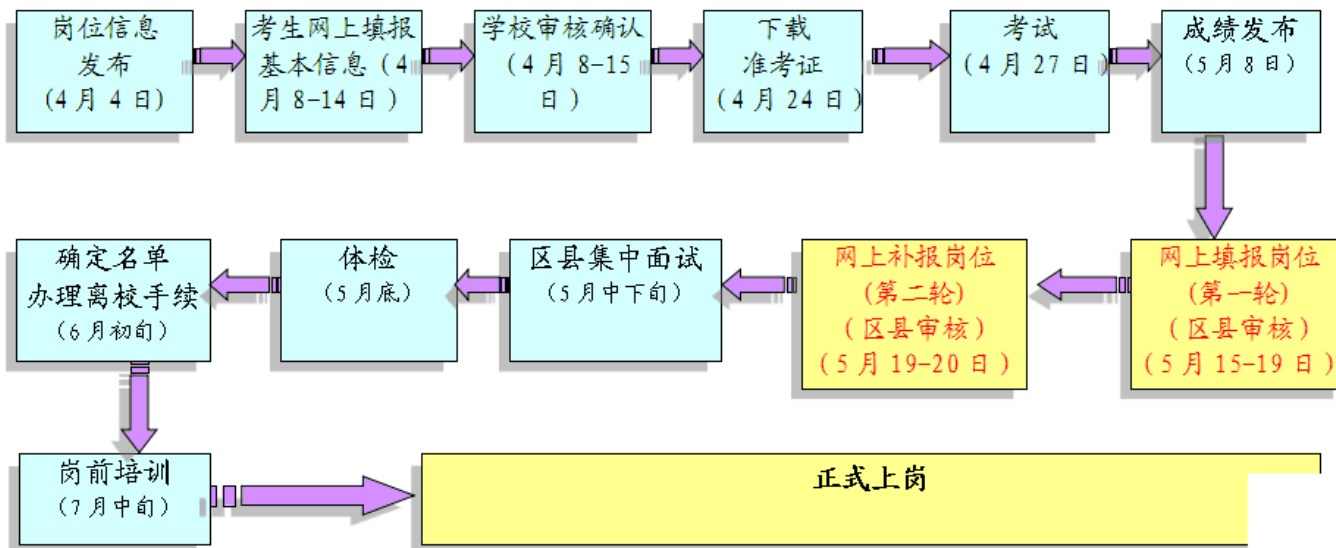 岗位信息
发布
(4月4日)
考生网上填报
基本信息（4
月8-14日）
学校审核确认
（4月8-15
日）
下载
准考证
(4月24日)
考试
（4月27日）
成绩发布
(5月8日)
确定名单
办理离校手续
（6月初旬）
体检
（5月底）
区县集中面试
（5月中下旬）
网上补报岗位
(第二轮)
（区县审核）
（5月19-20日）
网上填报岗位
(第一轮)
（区县审核）
（5月15-19日）
岗前培训
（7月中旬）
正式上岗